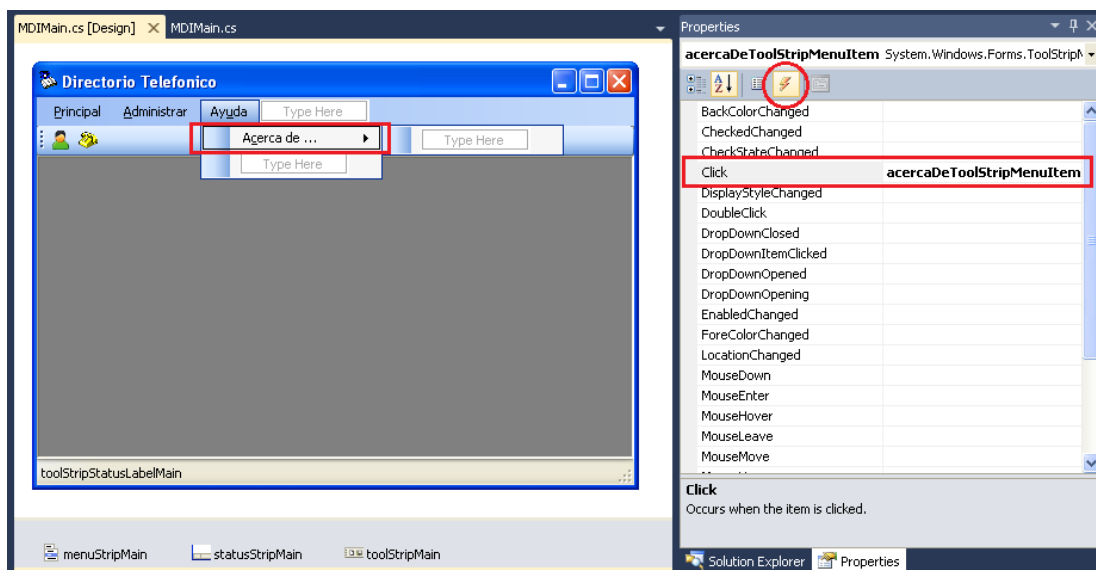 MDIMain.cs [Design] MDIMain.cs
Directorio Telefonico
Principal Administrar Ayuda Type Here
Acerca de ... Type Here
Type Here
toolStripStatusLabelMain
menuStripMain statusStripMain toolStripMain
Properties
acercaDeToolStripMenuItem System.Windows.Forms.ToolStrip
BackColorChanged
CheckedChanged
CheckStateChanged
Click acercaDeToolStripMenuItem
DisplayStyleChanged
DoubleClick
DropDownClosed
DropDownItemClicked
DropDownOpened
DropDownOpening
EnabledChanged
ForeColorChanged
LocationChanged
MouseDown
MouseEnter
MouseHover
MouseLeave
MouseMove
Click
Occurs when the item is clicked.
Solution Explorer Properties